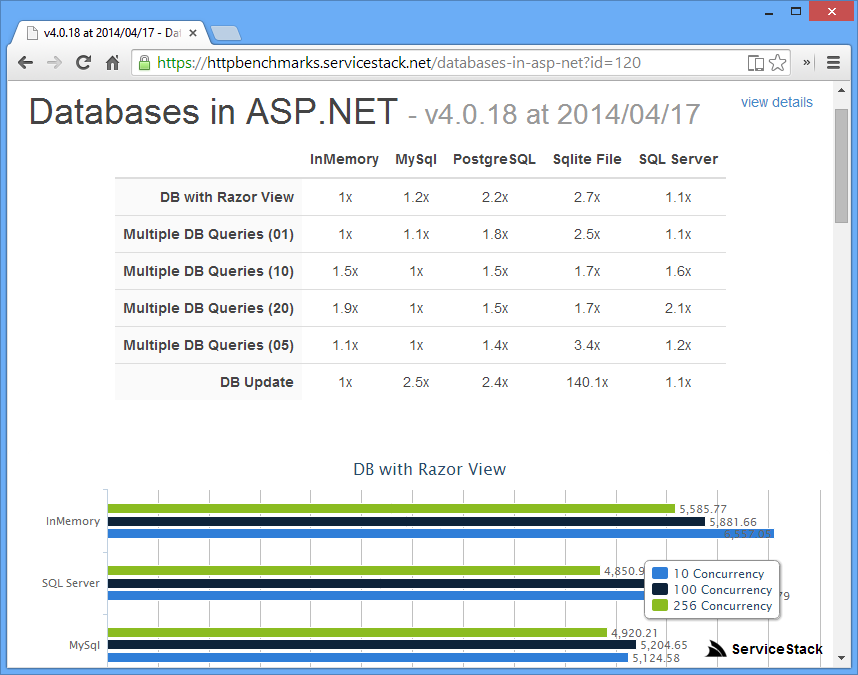 v4.0.18 at 2014/04/17 - Dat
https://httpbenchmarks.servicestack.net/databases-in-asp-net?id=120
Databases in ASP.NET - v4.0.18 at 2014/04/17
view details
InMemory MySql PostgreSQL Sqlite File SQL Server
DB with Razor View 1x 1.2x 2.2x 2.7x 1.1x
Multiple DB Queries (01) 1x 1.1x 1.8x 2.5x 1.1x
Multiple DB Queries (10) 1.5x 1x 1.5x 1.7x 1.6x
Multiple DB Queries (20) 1.9x 1x 1.5x 1.7x 2.1x
Multiple DB Queries (05) 1.1x 1x 1.4x 3.4x 1.2x
DB Update 1x 2.5x 2.4x 140.1x 1.1x
DB with Razor View
InMemory
5,585.77
5,881.66
SQL Server
4,850.9
10 Concurrency
100 Concurrency
256 Concurrency
MySql
4,920.21
5,204.65
5,124.58
ServiceStack